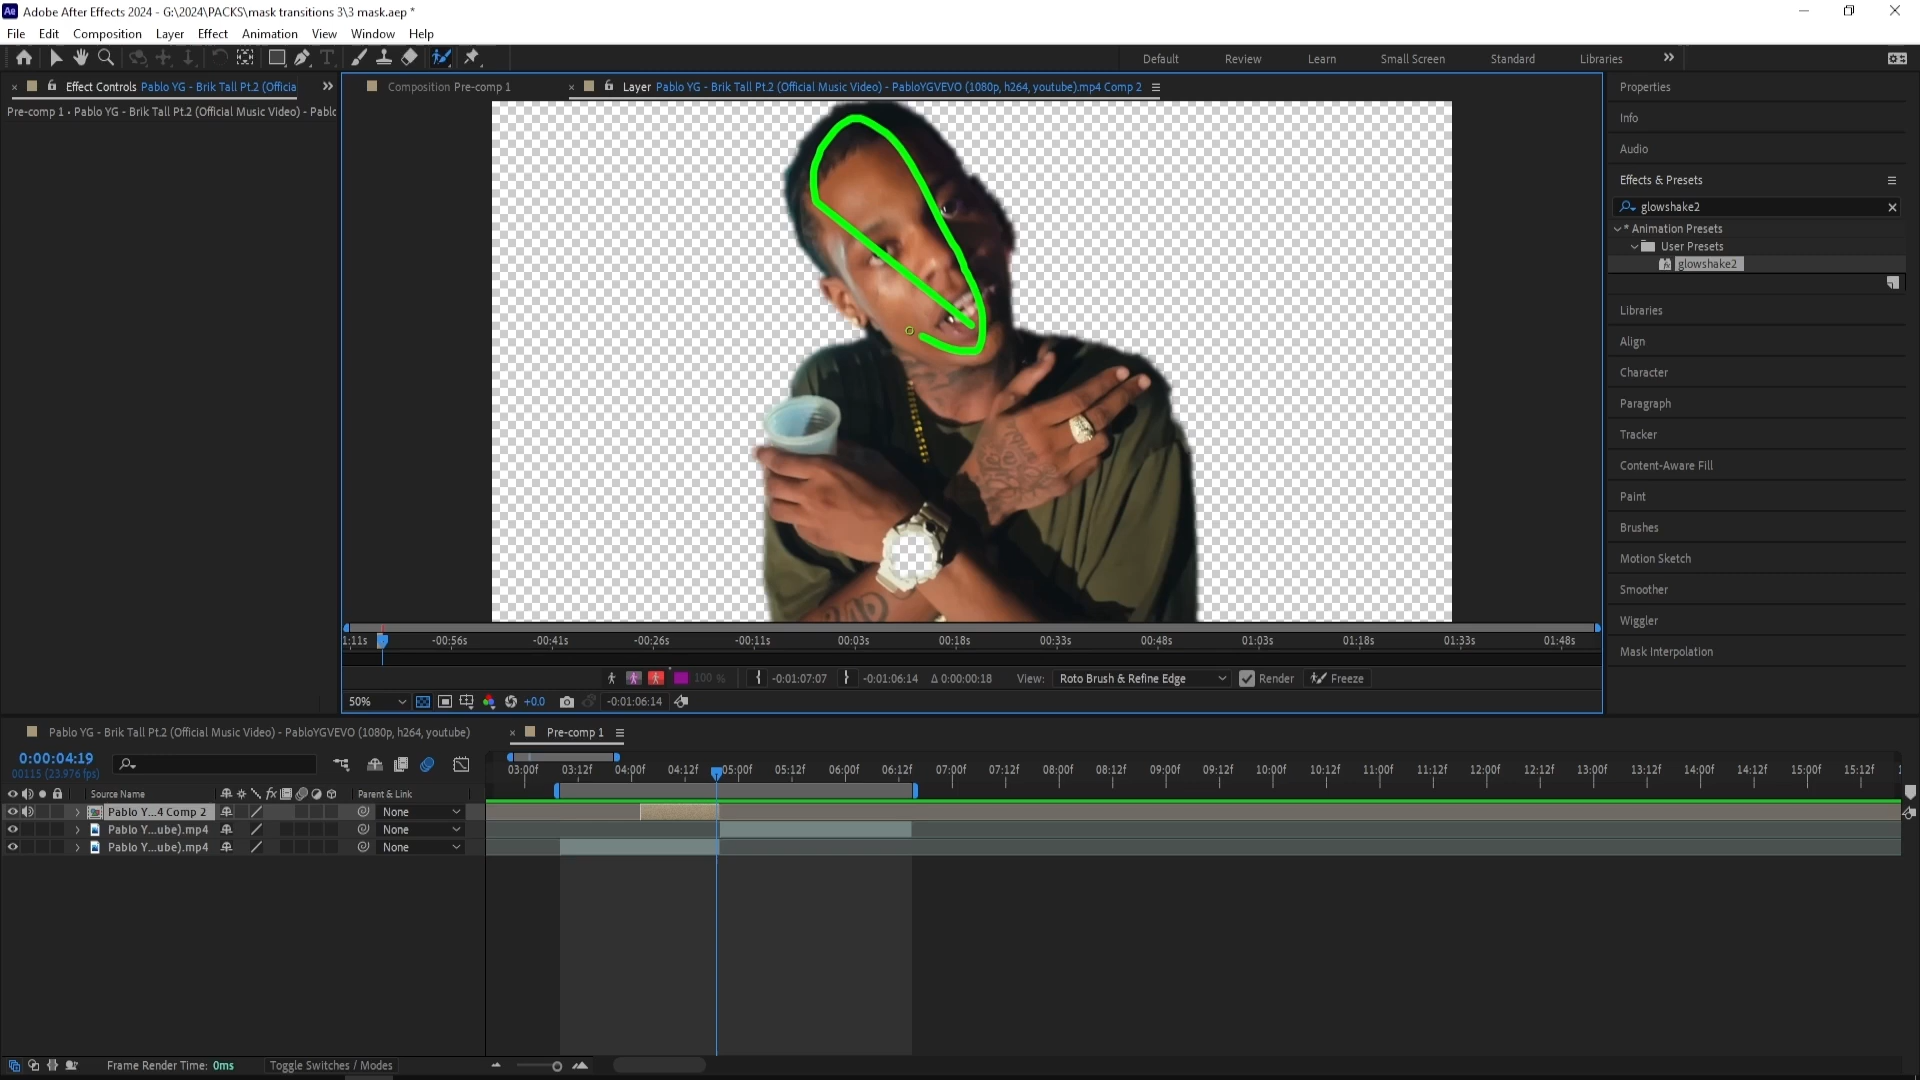 Ae Adobe After Effects 2024 - G:\2024\PACKS\mask transitions 3\3 mask.aep *
File Edit Composition Layer Effect Animation View Window Help
Default Review Learn Small Screen Standard Libraries
Effect Controls Pablo YG - Brik Tall Pt.2 (Officia
Pre-comp 1 • Pablo YG - Brik Tall Pt.2 (Official Music Video) - Pablo
Composition Pre-comp 1
Layer Pablo YG - Brik Tall Pt.2 (Official Music Video) - PabloYGVEVO (1080p, h264, youtube).mp4 Comp 2
Properties
Info
Audio
Effects & Presets
glowshake2
* Animation Presets
User Presets
glowshake2
Libraries
Align
Character
Paragraph
Tracker
Content-Aware Fill
Paint
Brushes
Motion Sketch
Smoother
Wiggler
Mask Interpolation
1:11s -00:56s -00:41s -00:26s -00:11s 00:03s 00:18s 00:33s 00:48s 01:03s 01:18s 01:33s 01:48s
100 % -0:01:07:07 -0:01:06:14 Δ 0:00:00:18 View: Roto Brush & Refine Edge Render Freeze
50% +0.0 -0:01:06:14
Pablo YG - Brik Tall Pt.2 (Official Music Video) - PabloYGVEVO (1080p, h264, youtube)
Pre-comp 1
0:00:04:19
00115 (23.976 fps)
03:00f 03:12f 04:00f 04:12f 05:00f 05:12f 06:00f 06:12f 07:00f 07:12f 08:00f 08:12f 09:00f 09:12f 10:00f 10:12f 11:00f 11:12f 12:00f 12:12f 13:00f 13:12f 14:00f 14:12f 15:00f 15:12f
Source Name fx Parent & Link
Pablo Y...4 Comp 2 None
Pablo Y...ube).mp4 None
Pablo Y...ube).mp4 None
Frame Render Time: 0ms Toggle Switches / Modes